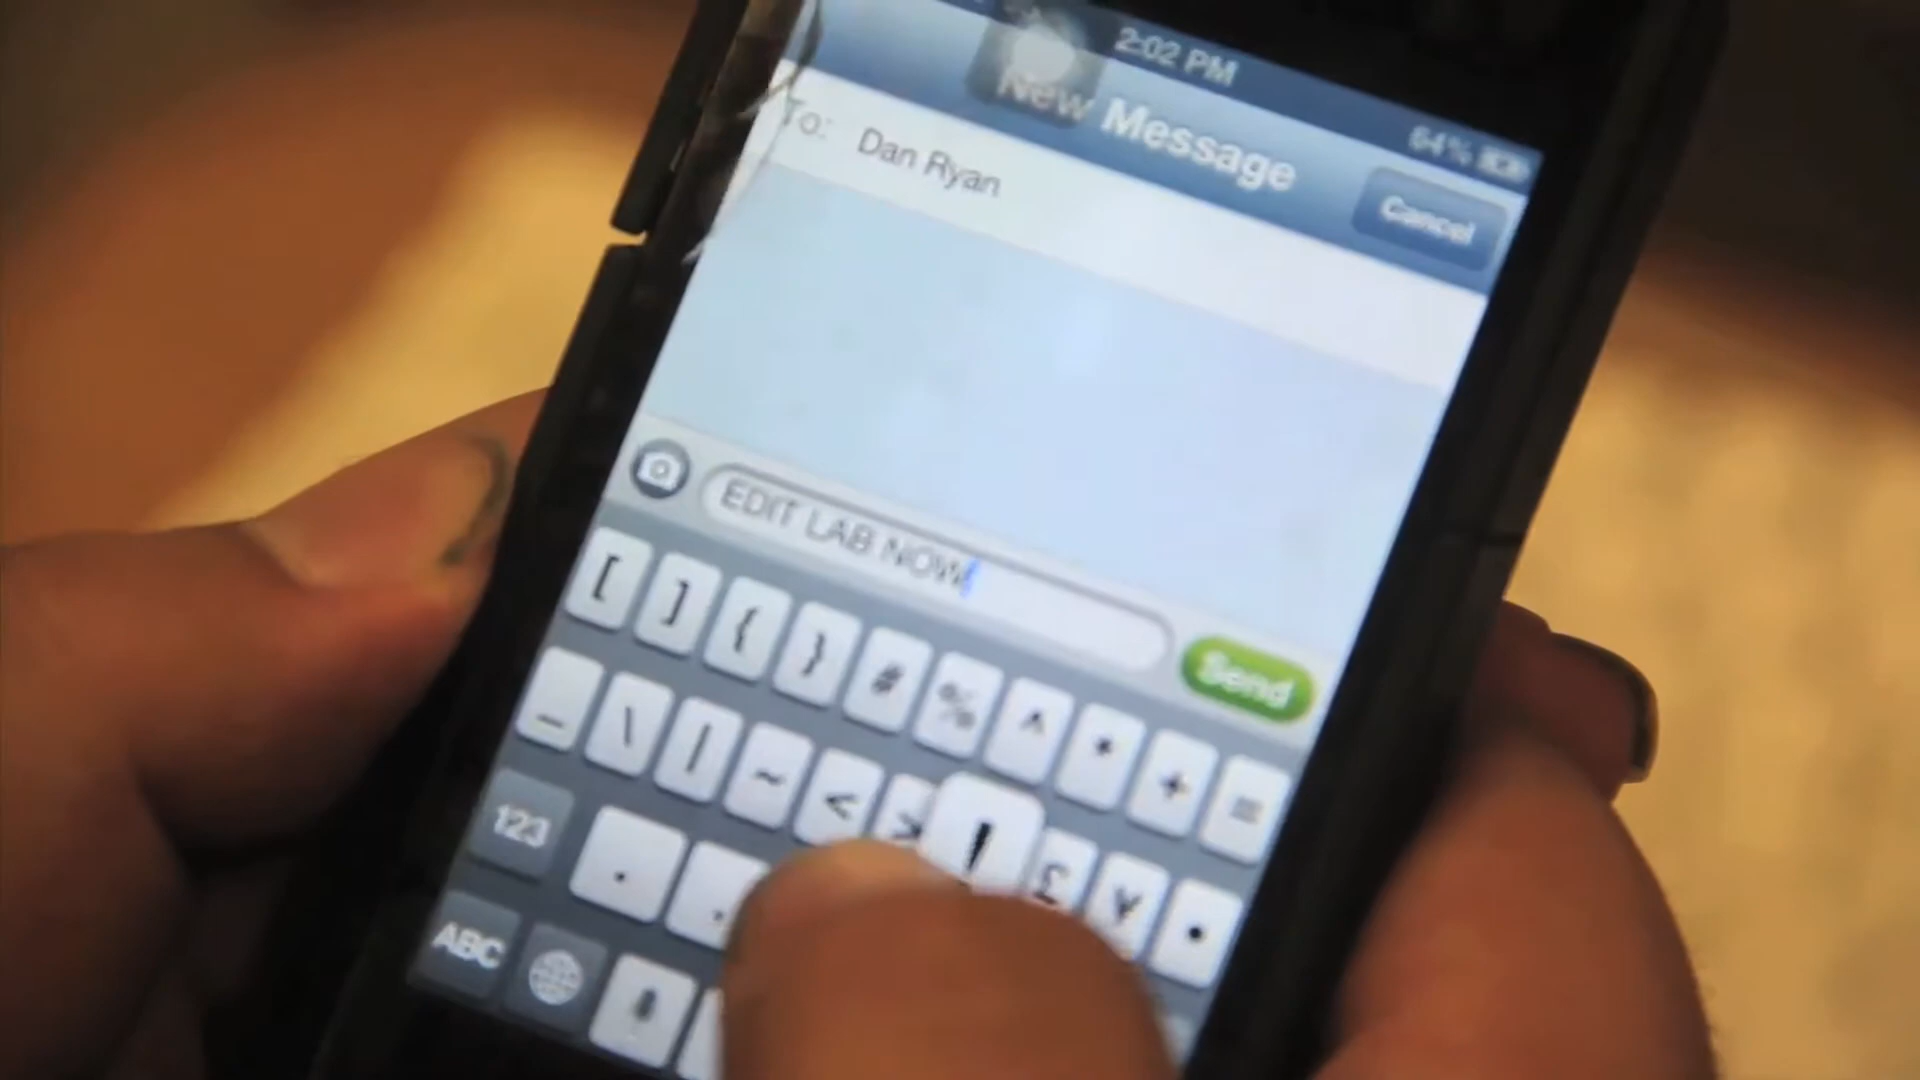 2:02 PM
64%
New Message
Cancel
To: Dan Ryan
EDIT LAB NOW
Send
[ ] { } # % ^ * + =
_ \ | ~ < > £ ¥ •
123 . , !
ABC